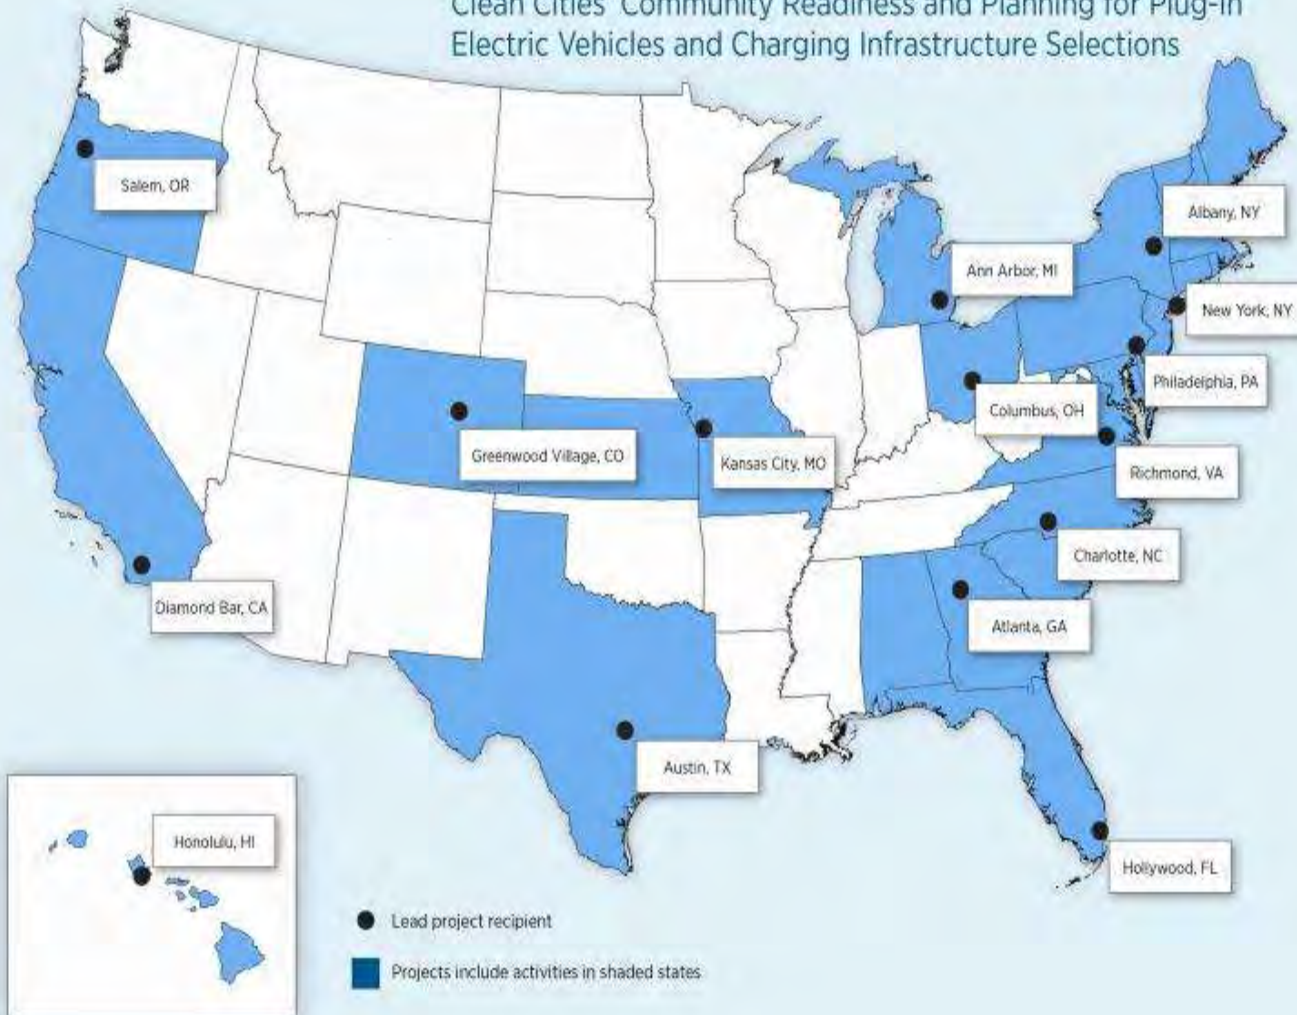 Clean Cities' Community Readiness and Planning for Plug-in
Electric Vehicles and Charging Infrastructure Selections
Salem, OR
Albany, NY
Ann Arbor, MI
New York, NY
Philadelphia, PA
Columbus, OH
Greenwood Village, CO
Kansas City, MO
Richmond, VA
Charlotte, NC
Diamond Bar, CA
Atlanta, GA
Austin, TX
Honolulu, HI
Hollywood, FL
Lead project recipient
Projects include activities in shaded states